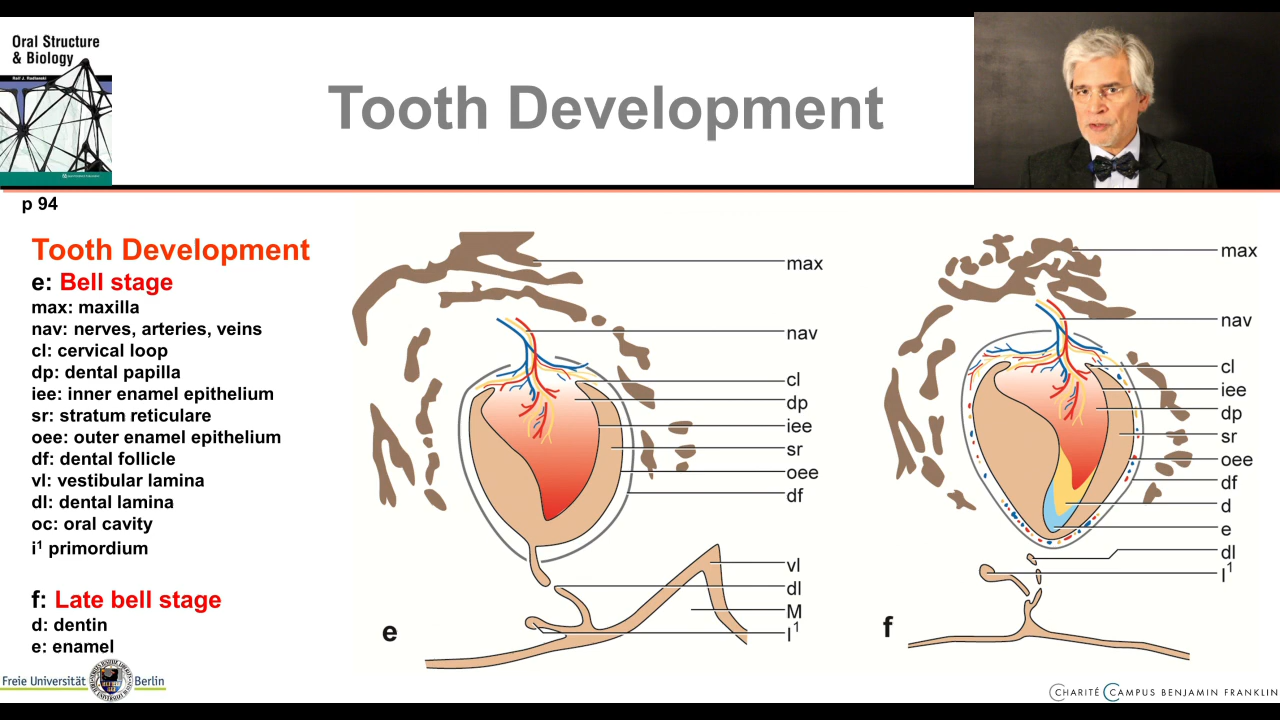 Oral Structure
& Biology
Ralf J. Radlanski
Tooth Development
p 94
Tooth Development
e: Bell stage
max: maxilla
nav: nerves, arteries, veins
cl: cervical loop
dp: dental papilla
iee: inner enamel epithelium
sr: stratum reticulare
oee: outer enamel epithelium
df: dental follicle
vl: vestibular lamina
dl: dental lamina
oc: oral cavity
i¹ primordium
f: Late bell stage
d: dentin
e: enamel
max
nav
cl
dp
iee
sr
oee
df
vl
dl
M
I¹
e
max
nav
cl
iee
dp
sr
oee
df
d
e
dl
I¹
f
Freie Universität Berlin
CHARITÉ CAMPUS BENJAMIN FRANKLIN